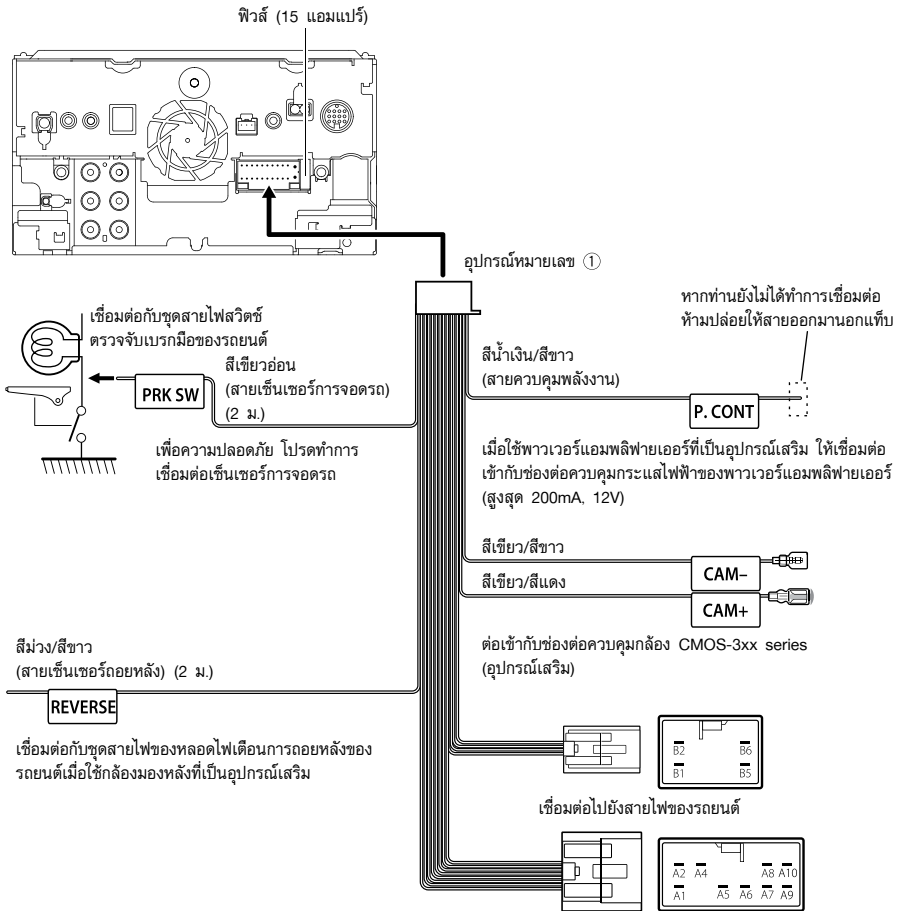 ฟิวส์ (15 แอมแปร์)
อุปกรณ์หมายเลข ①
เชื่อมต่อกับชุดสายไฟสวิตช์
ตรวจจับเบรกมือของรถยนต์
สีเขียวอ่อน
(สายเซ็นเซอร์การจอดรถ)
(2 ม.)
PRK SW
เพื่อความปลอดภัย โปรดทำการ
เชื่อมต่อเซ็นเซอร์การจอดรถ
หากท่านยังไม่ได้ทำการเชื่อมต่อ
ห้ามปล่อยให้สายออกมานอกแท็บ
สีน้ำเงิน/สีขาว
(สายควบคุมพลังงาน)
P. CONT
เมื่อใช้พาวเวอร์แอมพลิฟายเออร์ที่เป็นอุปกรณ์เสริม ให้เชื่อมต่อ
เข้ากับช่องต่อควบคุมกระแสไฟฟ้าของพาวเวอร์แอมพลิฟายเออร์
(สูงสุด 200mA, 12V)
สีเขียว/สีขาว
CAM–
สีเขียว/สีแดง
CAM+
ต่อเข้ากับช่องต่อควบคุมกล้อง CMOS-3xx series
(อุปกรณ์เสริม)
สีม่วง/สีขาว
(สายเซ็นเซอร์ถอยหลัง) (2 ม.)
REVERSE
เชื่อมต่อกับชุดสายไฟของหลอดไฟเตือนการถอยหลังของ
รถยนต์เมื่อใช้กล้องมองหลังที่เป็นอุปกรณ์เสริม
B2 B6
B1 B5
เชื่อมต่อไปยังสายไฟของรถยนต์
A2 A4 A8 A10
A1 A5 A6 A7 A9